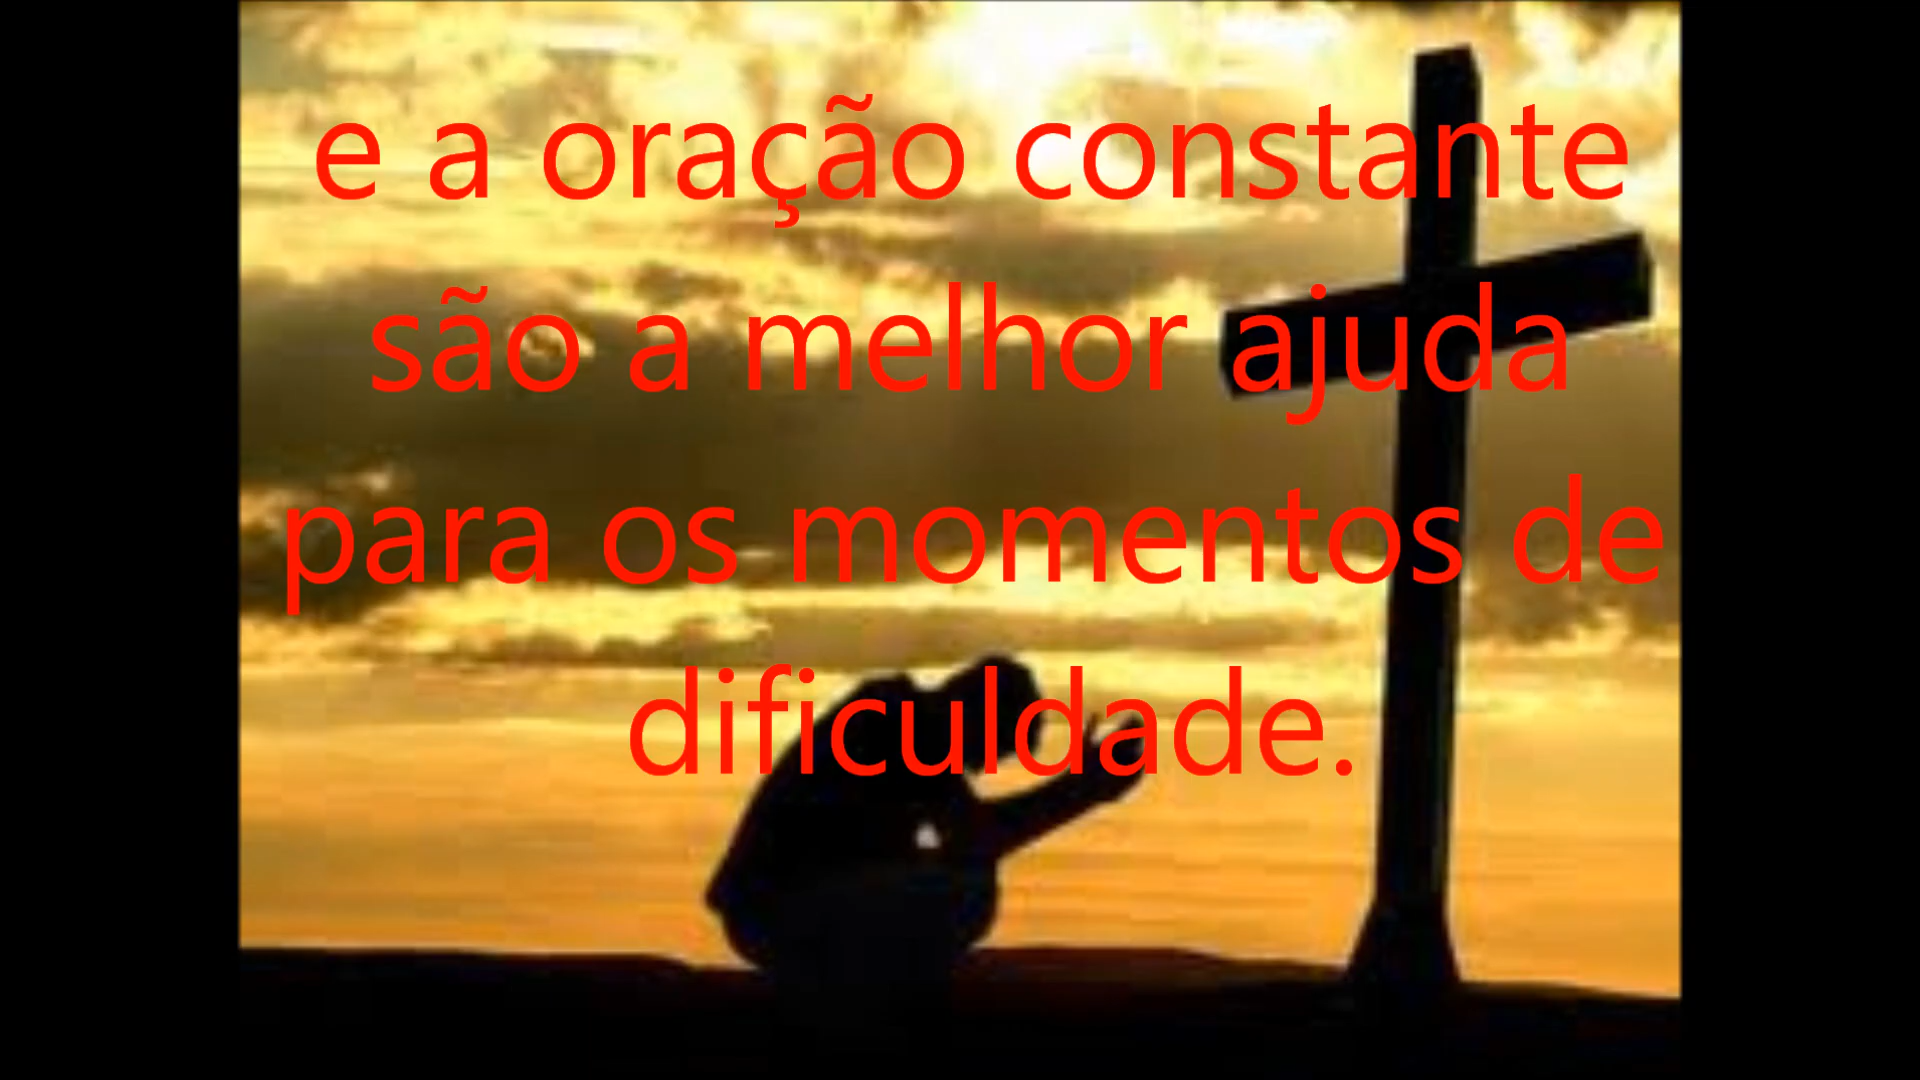 e a oração constante
são a melhor ajuda
para os momentos de
dificuldade.